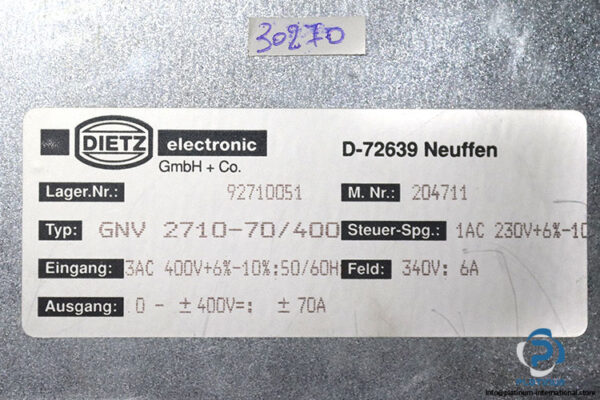 30270
DIETZ electronic
GmbH + Co.
D-72639 Neuffen
Lager.Nr.: 92710051
M. Nr.: 204711
Typ: GNV 2710-70/400
Steuer-Spg.: 1AC 230V+6%-10
Eingang: 3AC 400V+6%-10%:50/60H
Feld: 340V: 6A
Ausgang: 0 - ±400V=: ±70A
PLATINUM
info@platinum-international.store